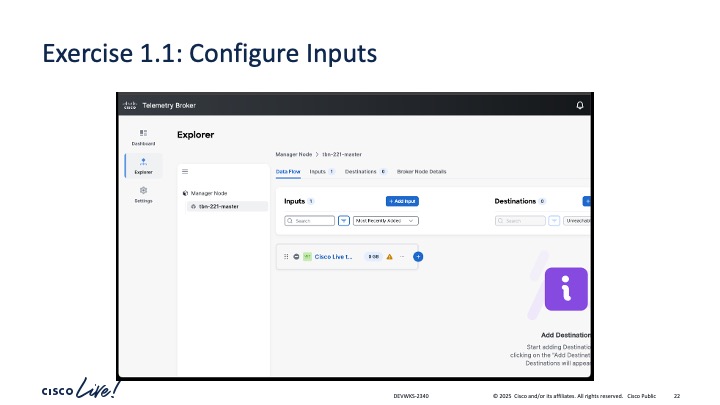 Exercise 1.1: Configure Inputs
CISCO
Telemetry Broker
Dashboard
Explorer
Settings
Explorer
Manager Node
tbn-221-master
Manager Node > tbn-221-master
Data Flow Inputs 1 Destinations 0 Broker Node Details
Inputs 1
+ Add Input
Search
Most Recently Added
Cisco Live t...
0 GB
Destinations 0
Search
Unreachab
Add Destination
Start adding Destinatio
clicking on the "Add Destinat
Destinations will appea
CISCO Live!
DEVWKS-2340
© 2025 Cisco and/or its affiliates. All rights reserved. Cisco Public
22